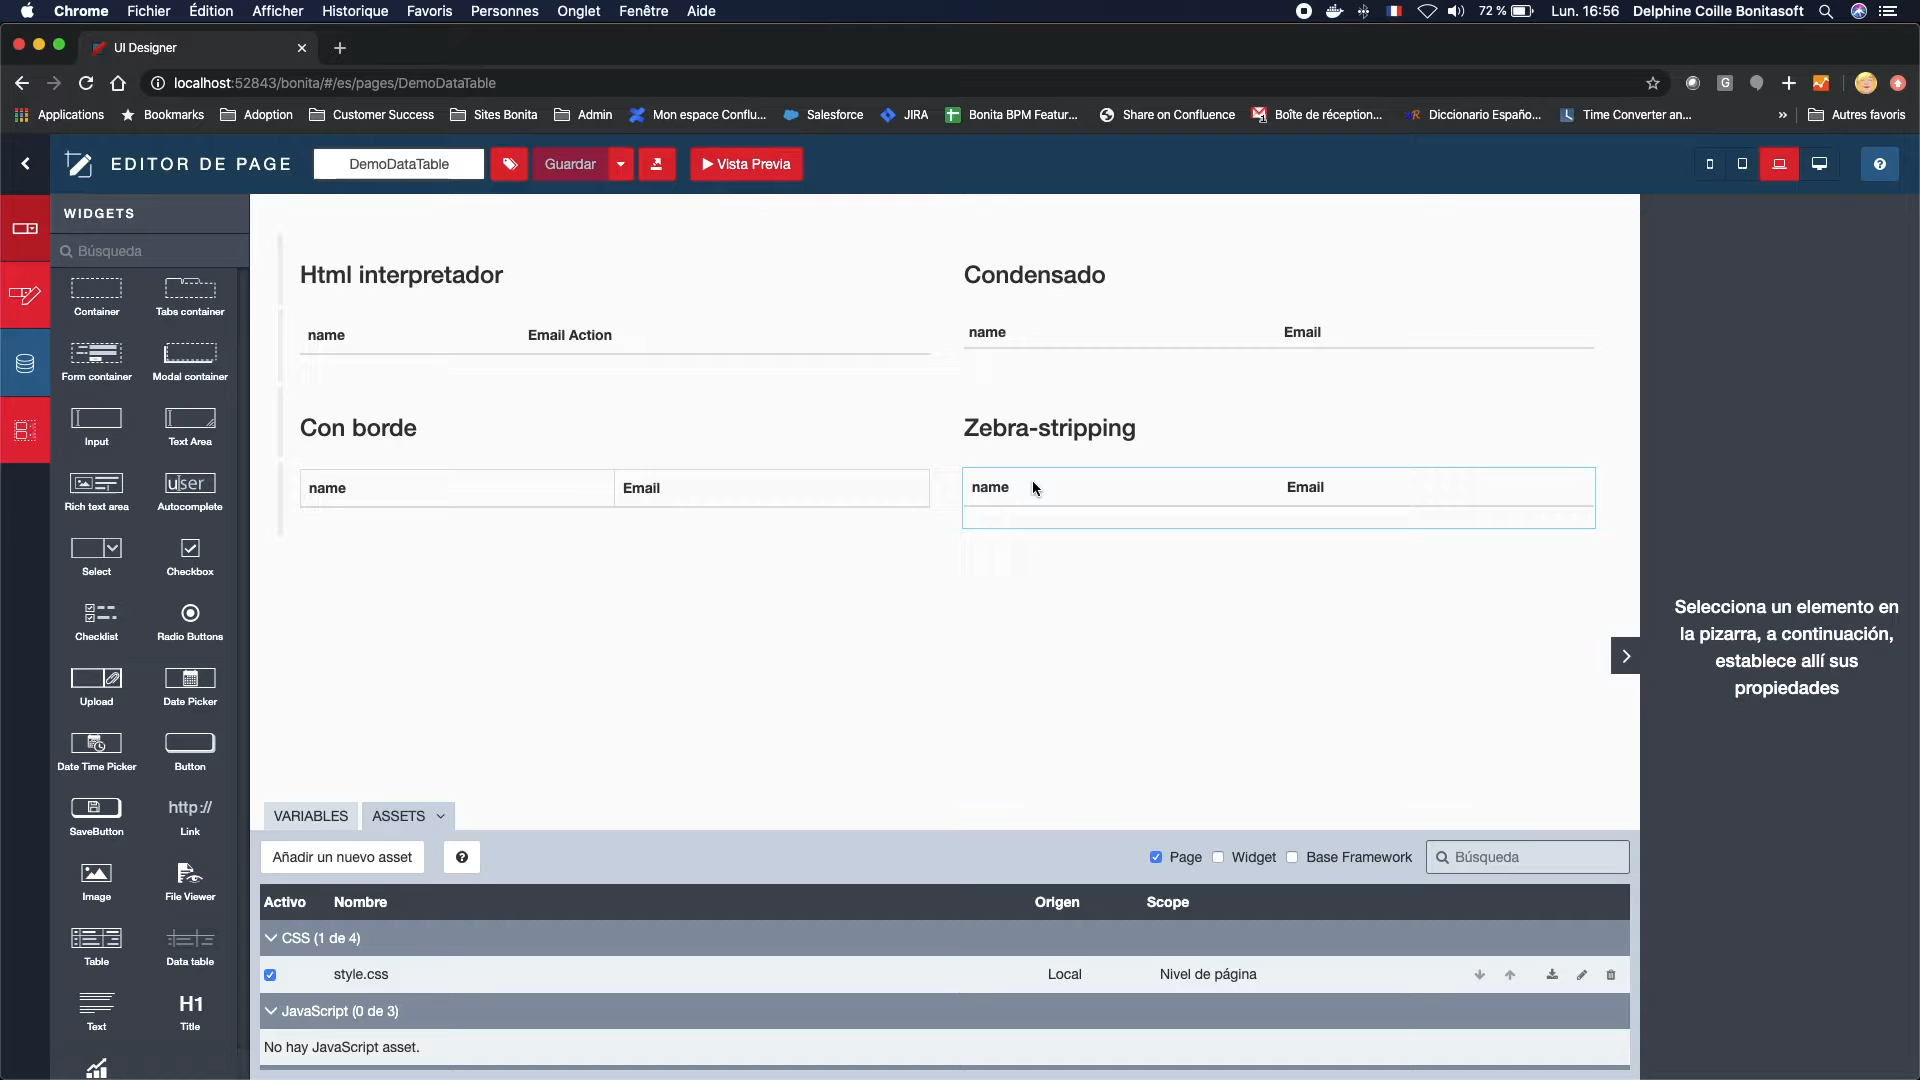 Chrome Fichier Édition Afficher Historique Favoris Personnes Onglet Fenêtre Aide 72 % Lun. 16:56 Delphine Coille Bonitasoft
UI Designer
localhost:52843/bonita/#/es/pages/DemoDataTable
Applications Bookmarks Adoption Customer Success Sites Bonita Admin Mon espace Conflu... Salesforce JIRA Bonita BPM Featur... Share on Confluence Boîte de réception... Diccionario Españo... Time Converter an... » Autres favoris
EDITOR DE PAGE DemoDataTable Guardar Vista Previa
WIDGETS
Búsqueda
Container Tabs container
Form container Modal container
Input Text Area
user
Rich text area Autocomplete
Select Checkbox
Checklist Radio Buttons
Upload Date Picker
Date Time Picker Button
http://
SaveButton Link
Image File Viewer
Table Data table
H1
Text Title
Html interpretador
name Email Action
Condensado
name Email
Con borde
name Email
Zebra-stripping
name Email
Selecciona un elemento en
la pizarra, a continuación,
establece allí sus
propiedades
VARIABLES ASSETS
Añadir un nuevo asset Page Widget Base Framework Búsqueda
Activo Nombre Origen Scope
CSS (1 de 4)
style.css Local Nivel de página
JavaScript (0 de 3)
No hay JavaScript asset.